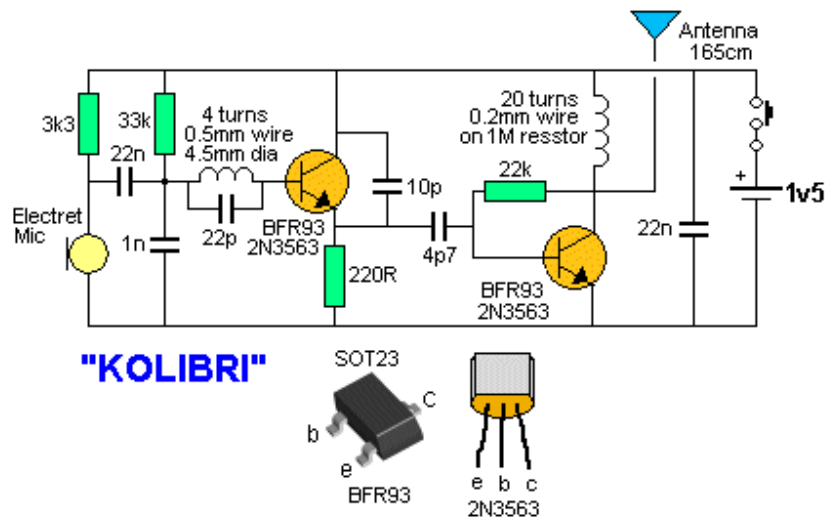 Antenna
165cm
3k3
33k
4 turns
0.5mm wire
4.5mm dia
20 turns
0.2mm wire
on 1M resstor
22n
22k
10p
+
1v5
Electret
Mic
1n
22p
BFR93
2N3563
4p7
22n
220R
BFR93
2N3563
"KOLIBRI"
SOT23
b
c
e
BFR93
e b c
2N3563